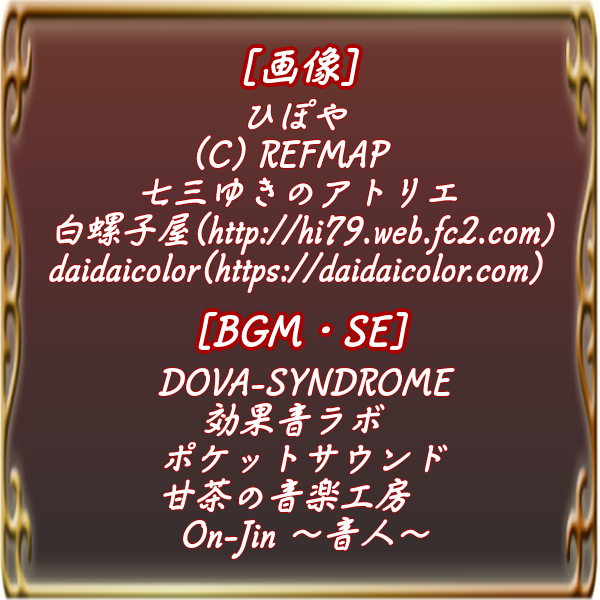 [画像]
ひぽや
(C) REFMAP
七三ゆきのアトリエ
白螺子屋(http://hi79.web.fc2.com)
daidaicolor(https://daidaicolor.com)
[BGM・SE]
DOVA-SYNDROME
効果音ラボ
ポケットサウンド
甘茶の音楽工房
On-Jin ～音人～